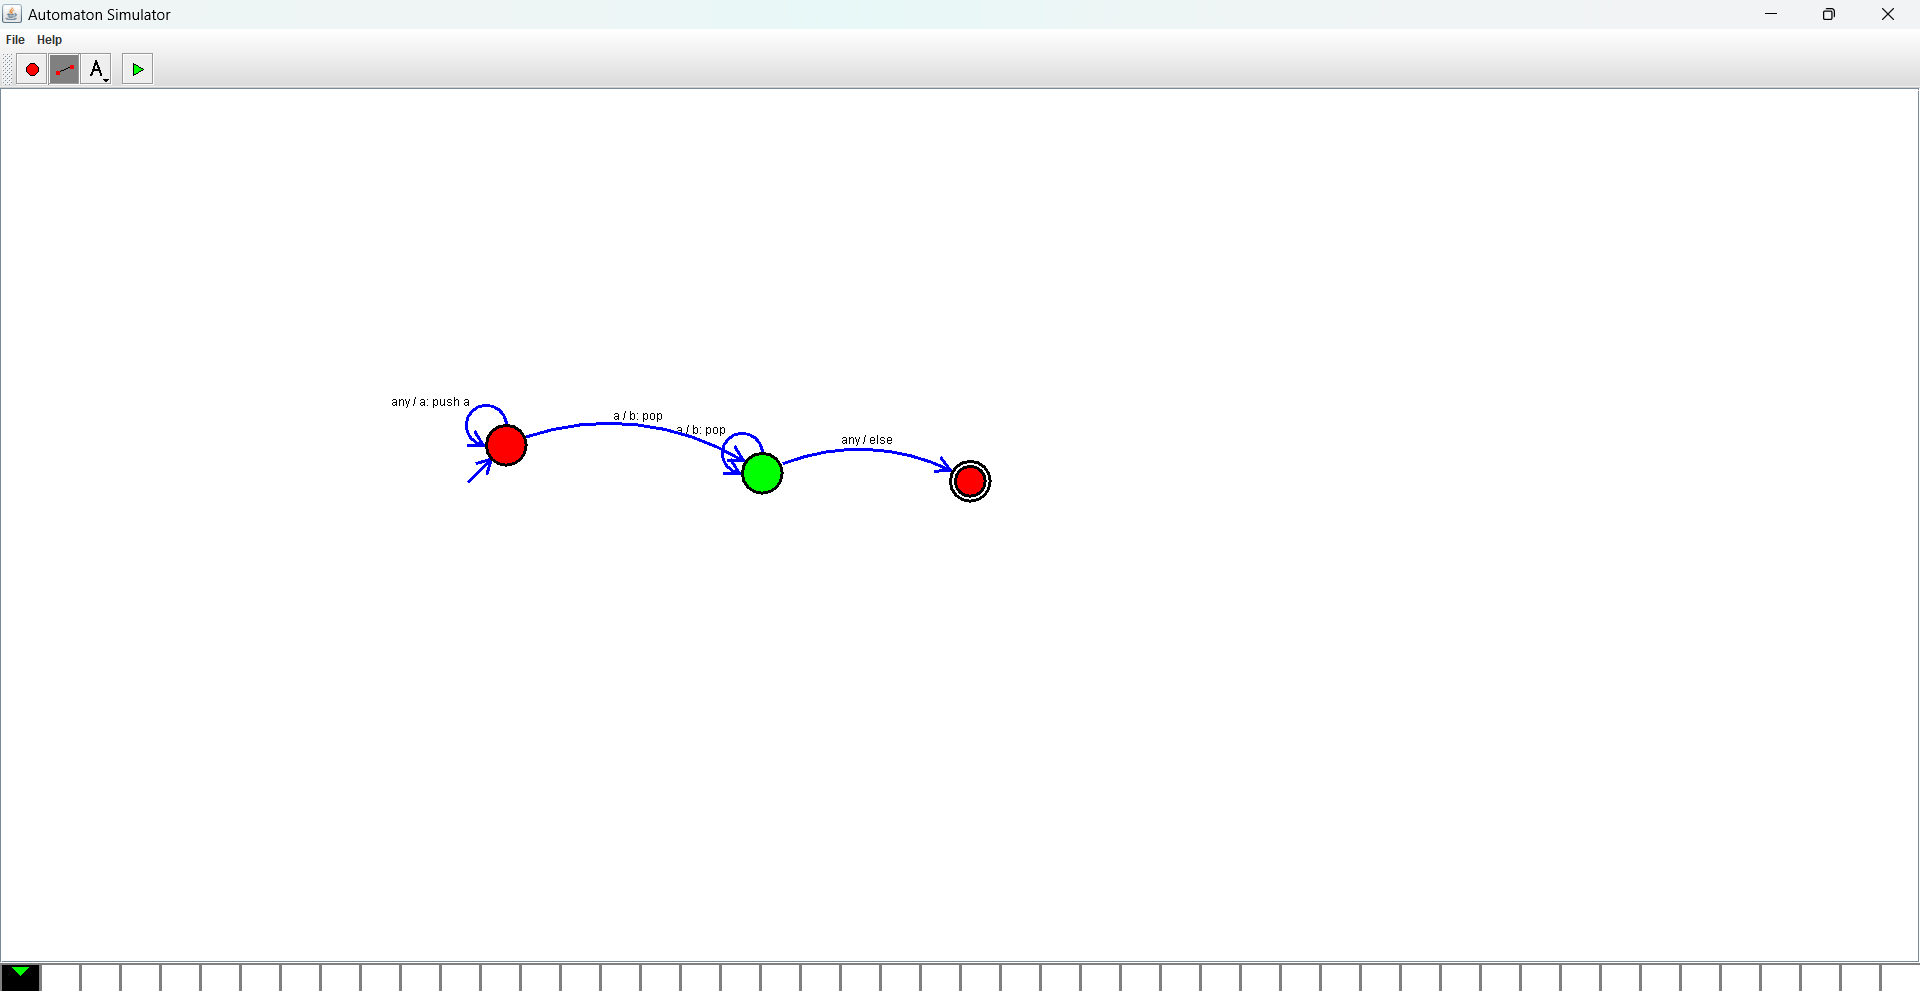 Automaton Simulator
File Help
A
any / a: push a
a / b: pop
a / b: pop
any / else